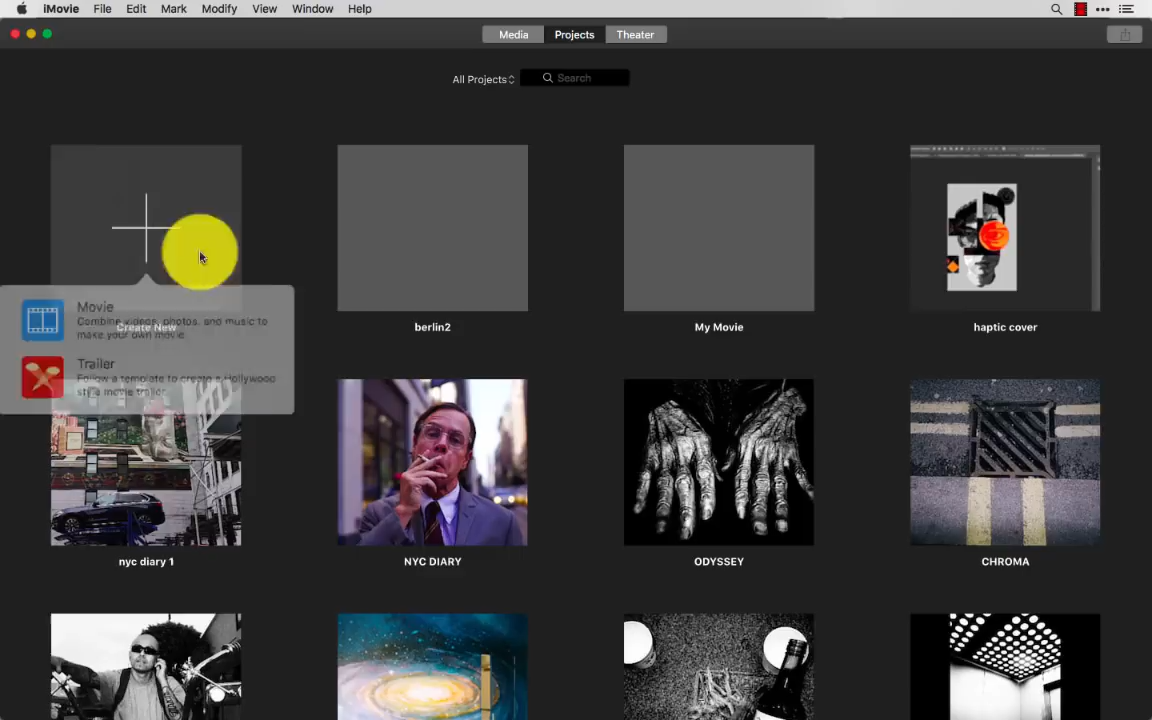 iMovie File Edit Mark Modify View Window Help
Media Projects Theater
All Projects Search
Movie
Combine videos, photos, and music to
make your own movie.
Create New
Trailer
Follow a template to create a Hollywood
style movie trailer.
berlin2
My Movie
haptic cover
nyc diary 1
NYC DIARY
ODYSSEY
CHROMA